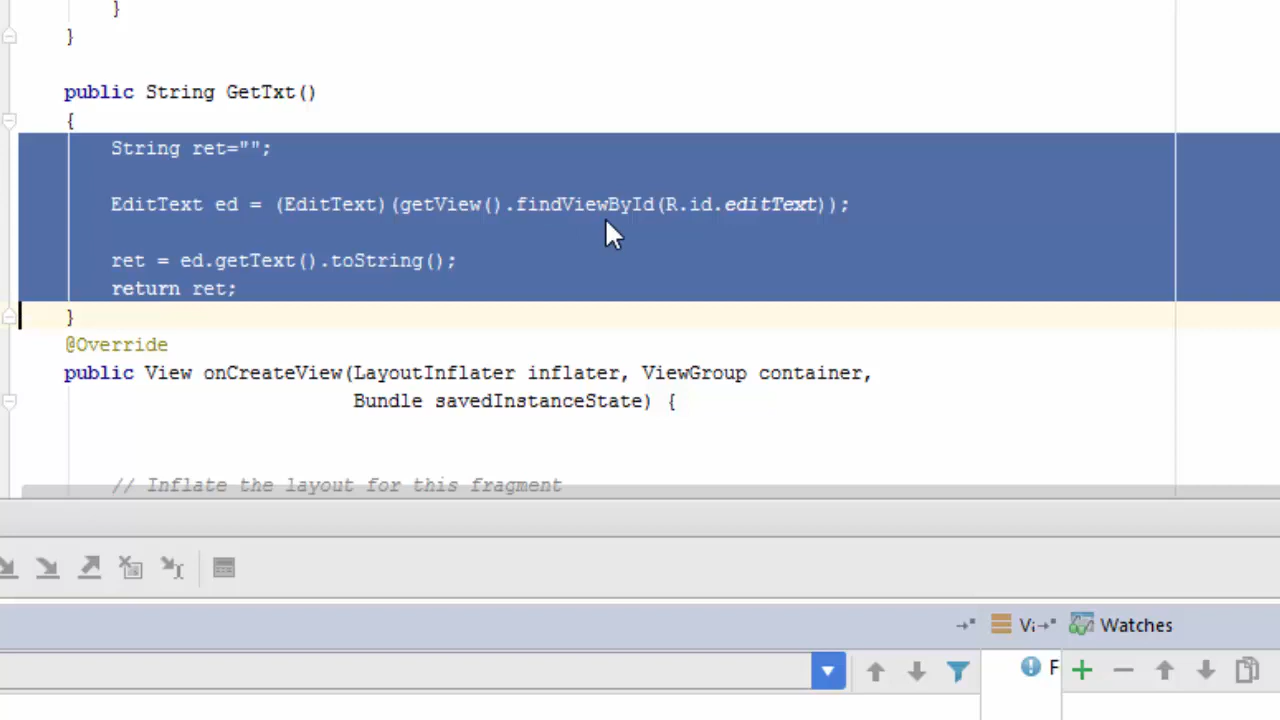 }
}
public String GetTxt()
{
String ret="";
EditText ed = (EditText)(getView().findViewById(R.id.editText));
ret = ed.getText().toString();
return ret;
}
@Override
public View onCreateView(LayoutInflater inflater, ViewGroup container,
Bundle savedInstanceState) {
// Inflate the layout for this fragment
Watches